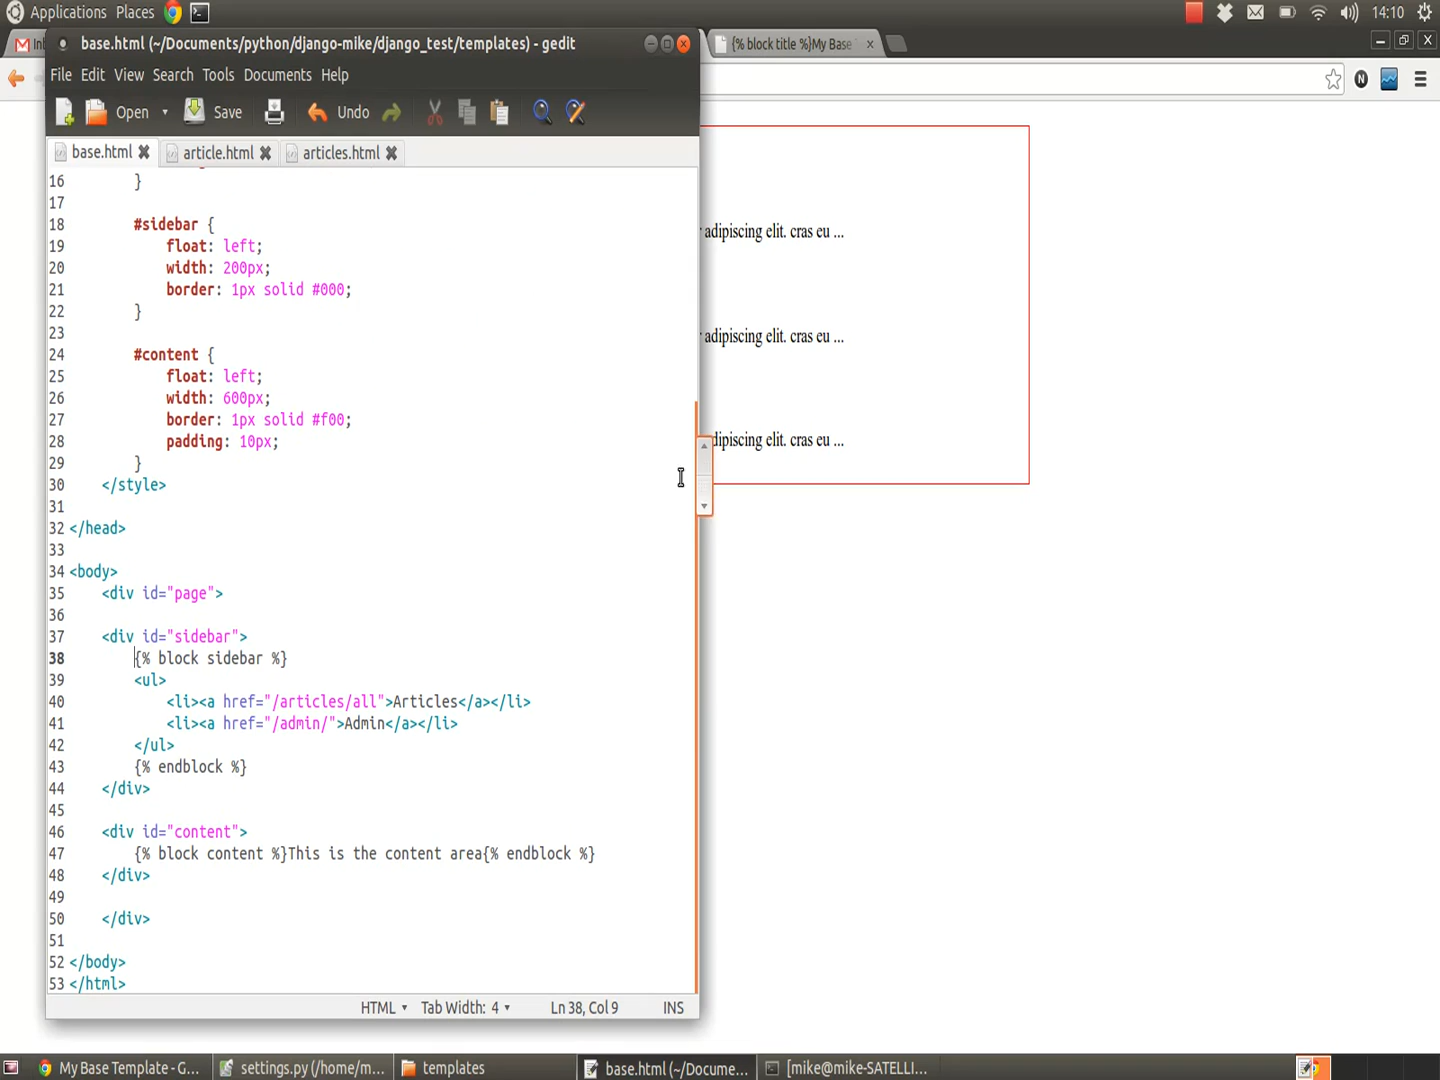 Applications Places 14:10
base.html (~/Documents/python/django-mike/django_test/templates) - gedit
{% block title %}My Base
File Edit View Search Tools Documents Help
Open Save Undo
base.html article.html articles.html
16 }
17
18 #sidebar {
19 float: left;
20 width: 200px;
21 border: 1px solid #000;
22 }
23
24 #content {
25 float: left;
26 width: 600px;
27 border: 1px solid #f00;
28 padding: 10px;
29 }
30 </style>
31
32 </head>
33
34 <body>
35 <div id="page">
36
37 <div id="sidebar">
38 {% block sidebar %}
39 <ul>
40 <li><a href="/articles/all">Articles</a></li>
41 <li><a href="/admin/">Admin</a></li>
42 </ul>
43 {% endblock %}
44 </div>
45
46 <div id="content">
47 {% block content %}This is the content area{% endblock %}
48 </div>
49
50 </div>
51
52 </body>
53 </html>
adipiscing elit. cras eu ...
adipiscing elit. cras eu ...
dipiscing elit. cras eu ...
HTML Tab Width: 4 Ln 38, Col 9 INS
My Base Template - G... settings.py (/home/m... templates base.html (~/Docume... [mike@mike-SATELLI...